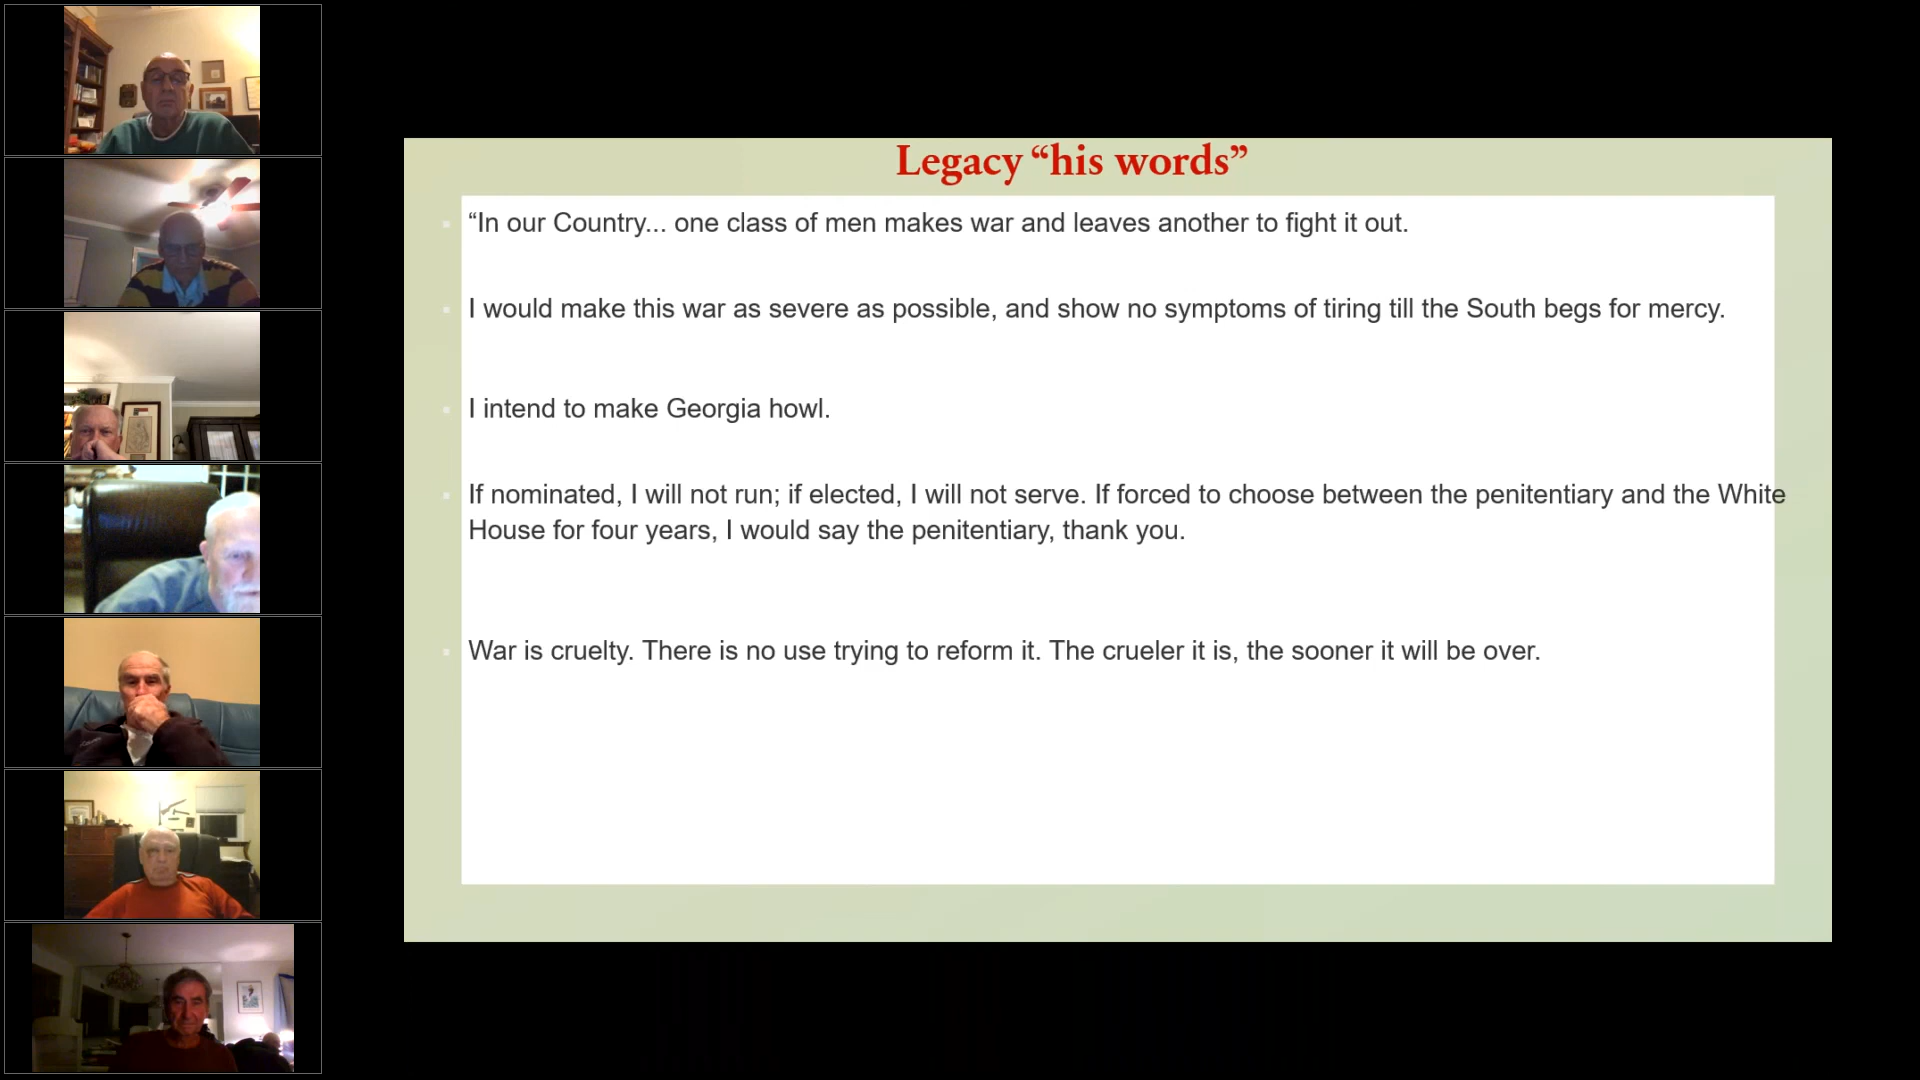 Legacy “his words”
“In our Country... one class of men makes war and leaves another to fight it out.
I would make this war as severe as possible, and show no symptoms of tiring till the South begs for mercy.
I intend to make Georgia howl.
If nominated, I will not run; if elected, I will not serve. If forced to choose between the penitentiary and the White
House for four years, I would say the penitentiary, thank you.
War is cruelty. There is no use trying to reform it. The crueler it is, the sooner it will be over.